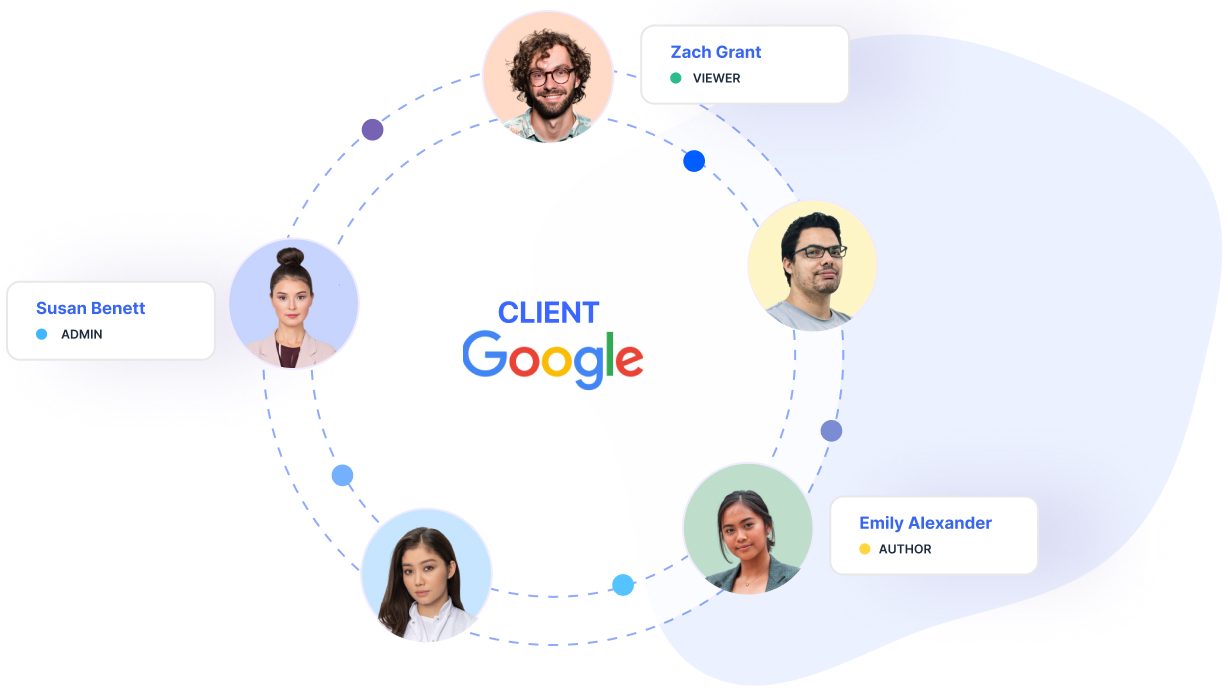 Zach Grant
VIEWER
Susan Benett
ADMIN
CLIENT
Google
Emily Alexander
AUTHOR